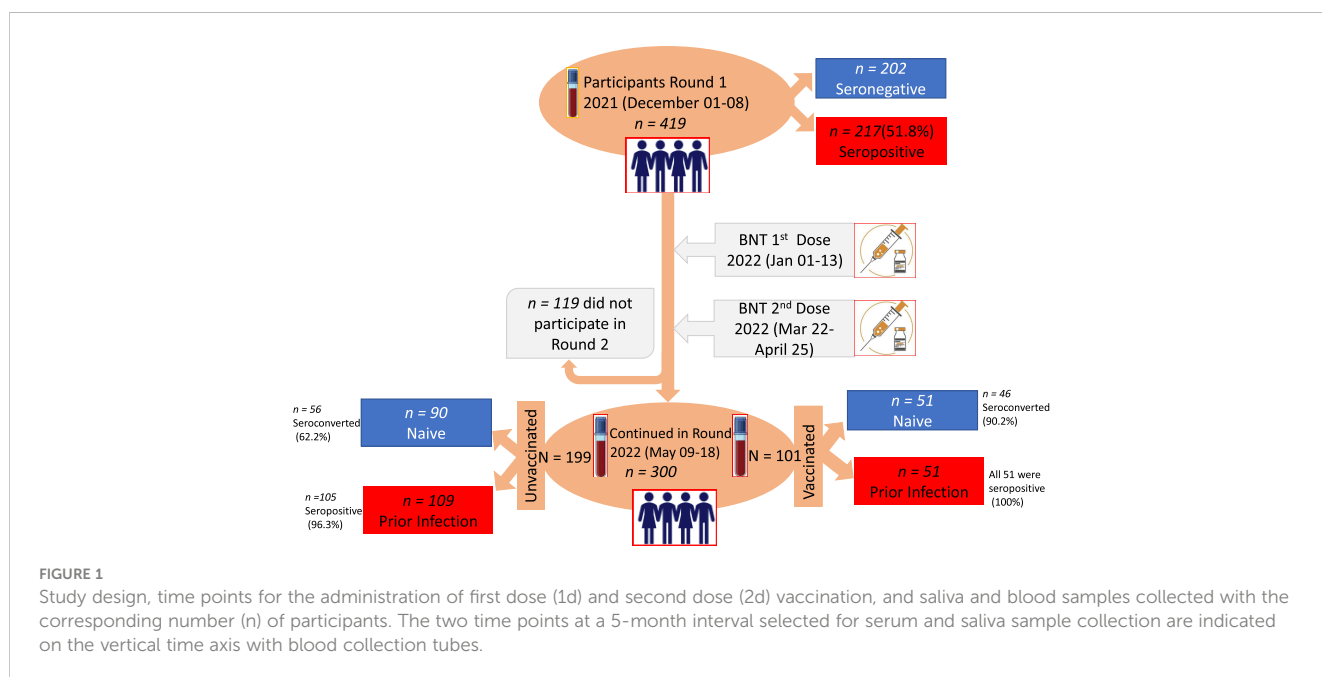 Participants Round 1
2021 (December 01-08)
n = 419
n = 202
Seronegative
n = 217(51.8%)
Seropositive
BNT 1st Dose
2022 (Jan 01-13)
n = 119 did not
participate in
Round 2
BNT 2nd Dose
2022 (Mar 22-
April 25)
n = 56
Seroconverted
(62.2%)
n = 90
Naive
n =105
Seropositive
(96.3%)
n = 109
Prior Infection
Unvaccinated
N = 199
Continued in Round
2022 (May 09-18)
n = 300
N = 101
Vaccinated
n = 51
Naive
n = 46
Seroconverted
(90.2%)
n = 51
Prior Infection
All 51 were
seropositive
(100%)
FIGURE 1
Study design, time points for the administration of first dose (1d) and second dose (2d) vaccination, and saliva and blood samples collected with the
corresponding number (n) of participants. The two time points at a 5-month interval selected for serum and saliva sample collection are indicated
on the vertical time axis with blood collection tubes.